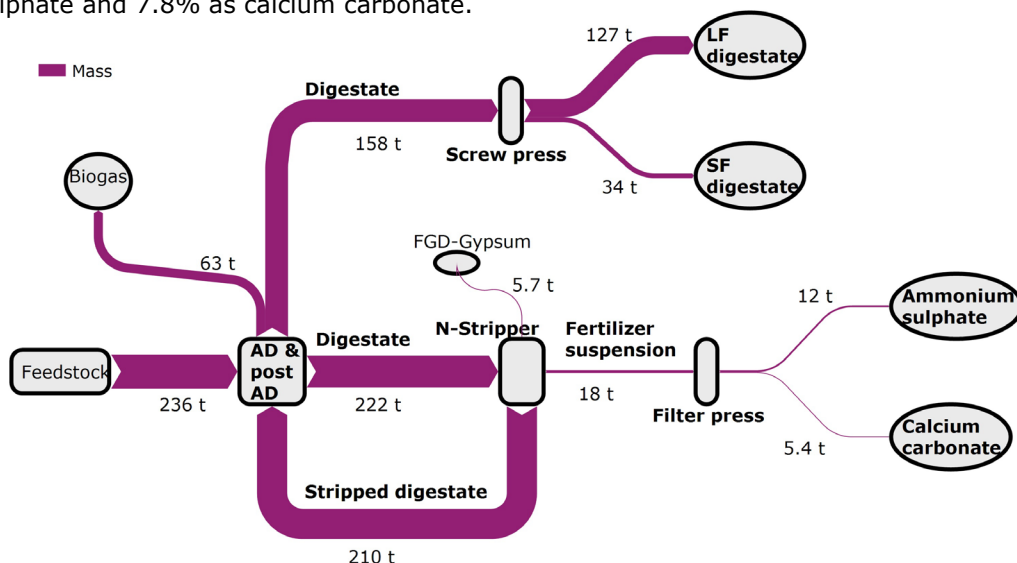 ulphate and 7.8% as calcium carbonate.
Mass
127 t
LF
digestate
Digestate
158 t
Screw press
34 t
SF
digestate
Biogas
63 t
FGD-Gypsum
5.7 t
N-Stripper
Fertilizer
suspension
12 t
Ammonium
sulphate
Feedstock
236 t
AD &
post
AD
Digestate
222 t
18 t
Filter press
5.4 t
Calcium
carbonate
Stripped digestate
210 t